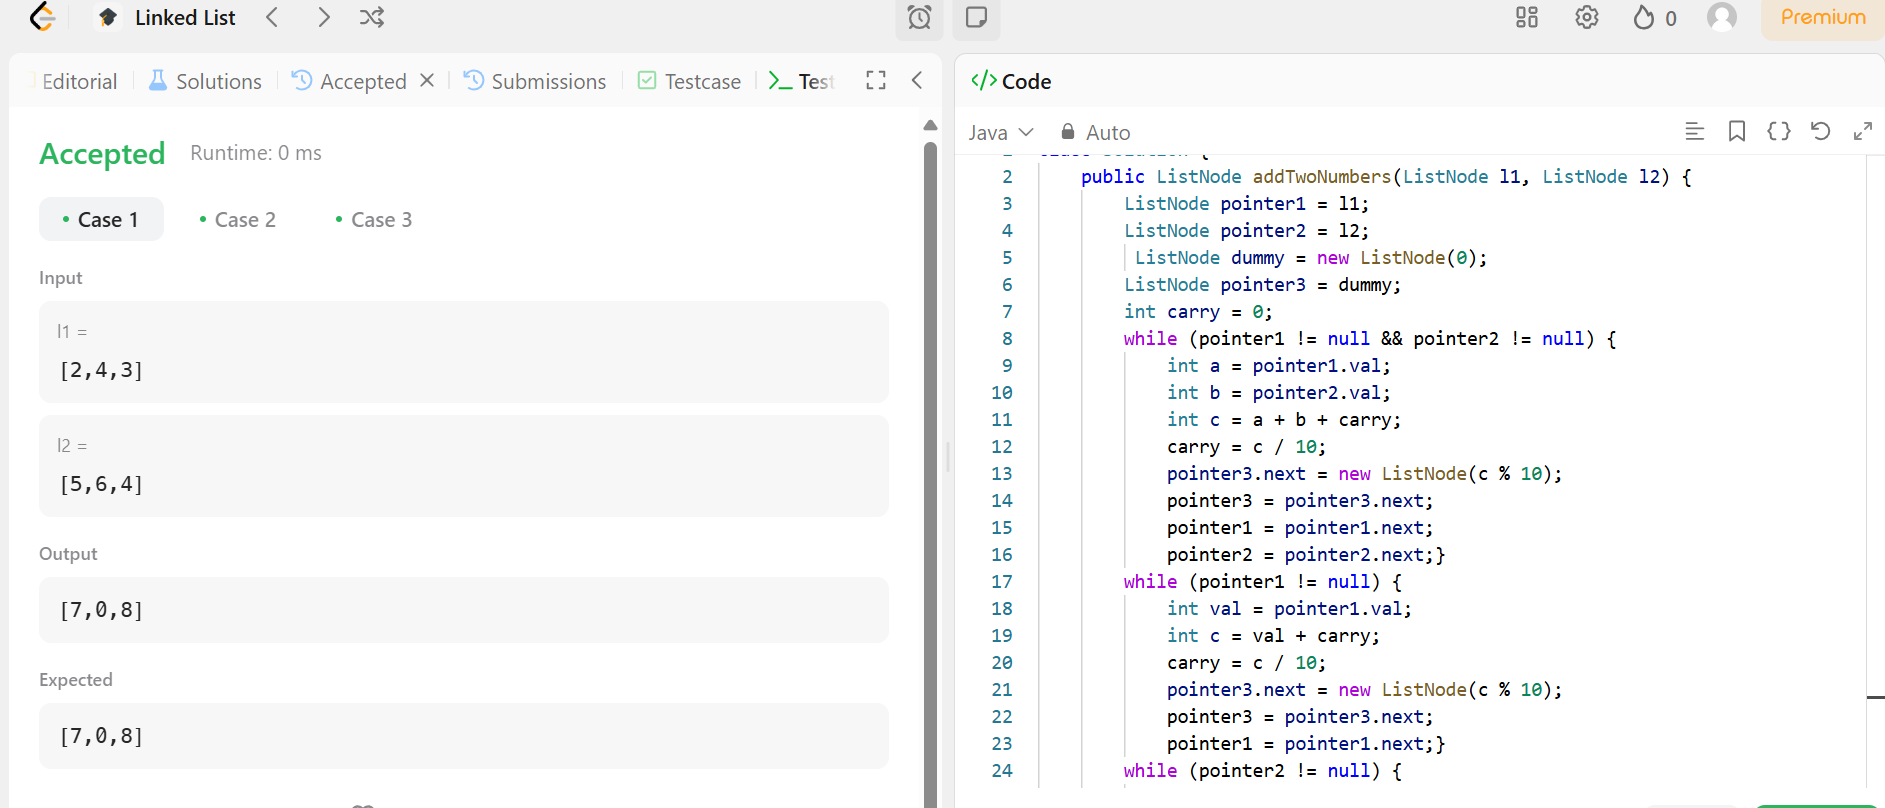 Linked List
0
Premium
Editorial
Solutions
Accepted
Submissions
Testcase
Test
Accepted
Runtime: 0 ms
Case 1
Case 2
Case 3
Input
l1 =
[2,4,3]
l2 =
[5,6,4]
Output
[7,0,8]
Expected
[7,0,8]
</> Code
Java
Auto
2 public ListNode addTwoNumbers(ListNode l1, ListNode l2) {
3 ListNode pointer1 = l1;
4 ListNode pointer2 = l2;
5 ListNode dummy = new ListNode(0);
6 ListNode pointer3 = dummy;
7 int carry = 0;
8 while (pointer1 != null && pointer2 != null) {
9 int a = pointer1.val;
10 int b = pointer2.val;
11 int c = a + b + carry;
12 carry = c / 10;
13 pointer3.next = new ListNode(c % 10);
14 pointer3 = pointer3.next;
15 pointer1 = pointer1.next;
16 pointer2 = pointer2.next;}
17 while (pointer1 != null) {
18 int val = pointer1.val;
19 int c = val + carry;
20 carry = c / 10;
21 pointer3.next = new ListNode(c % 10);
22 pointer3 = pointer3.next;
23 pointer1 = pointer1.next;}
24 while (pointer2 != null) {